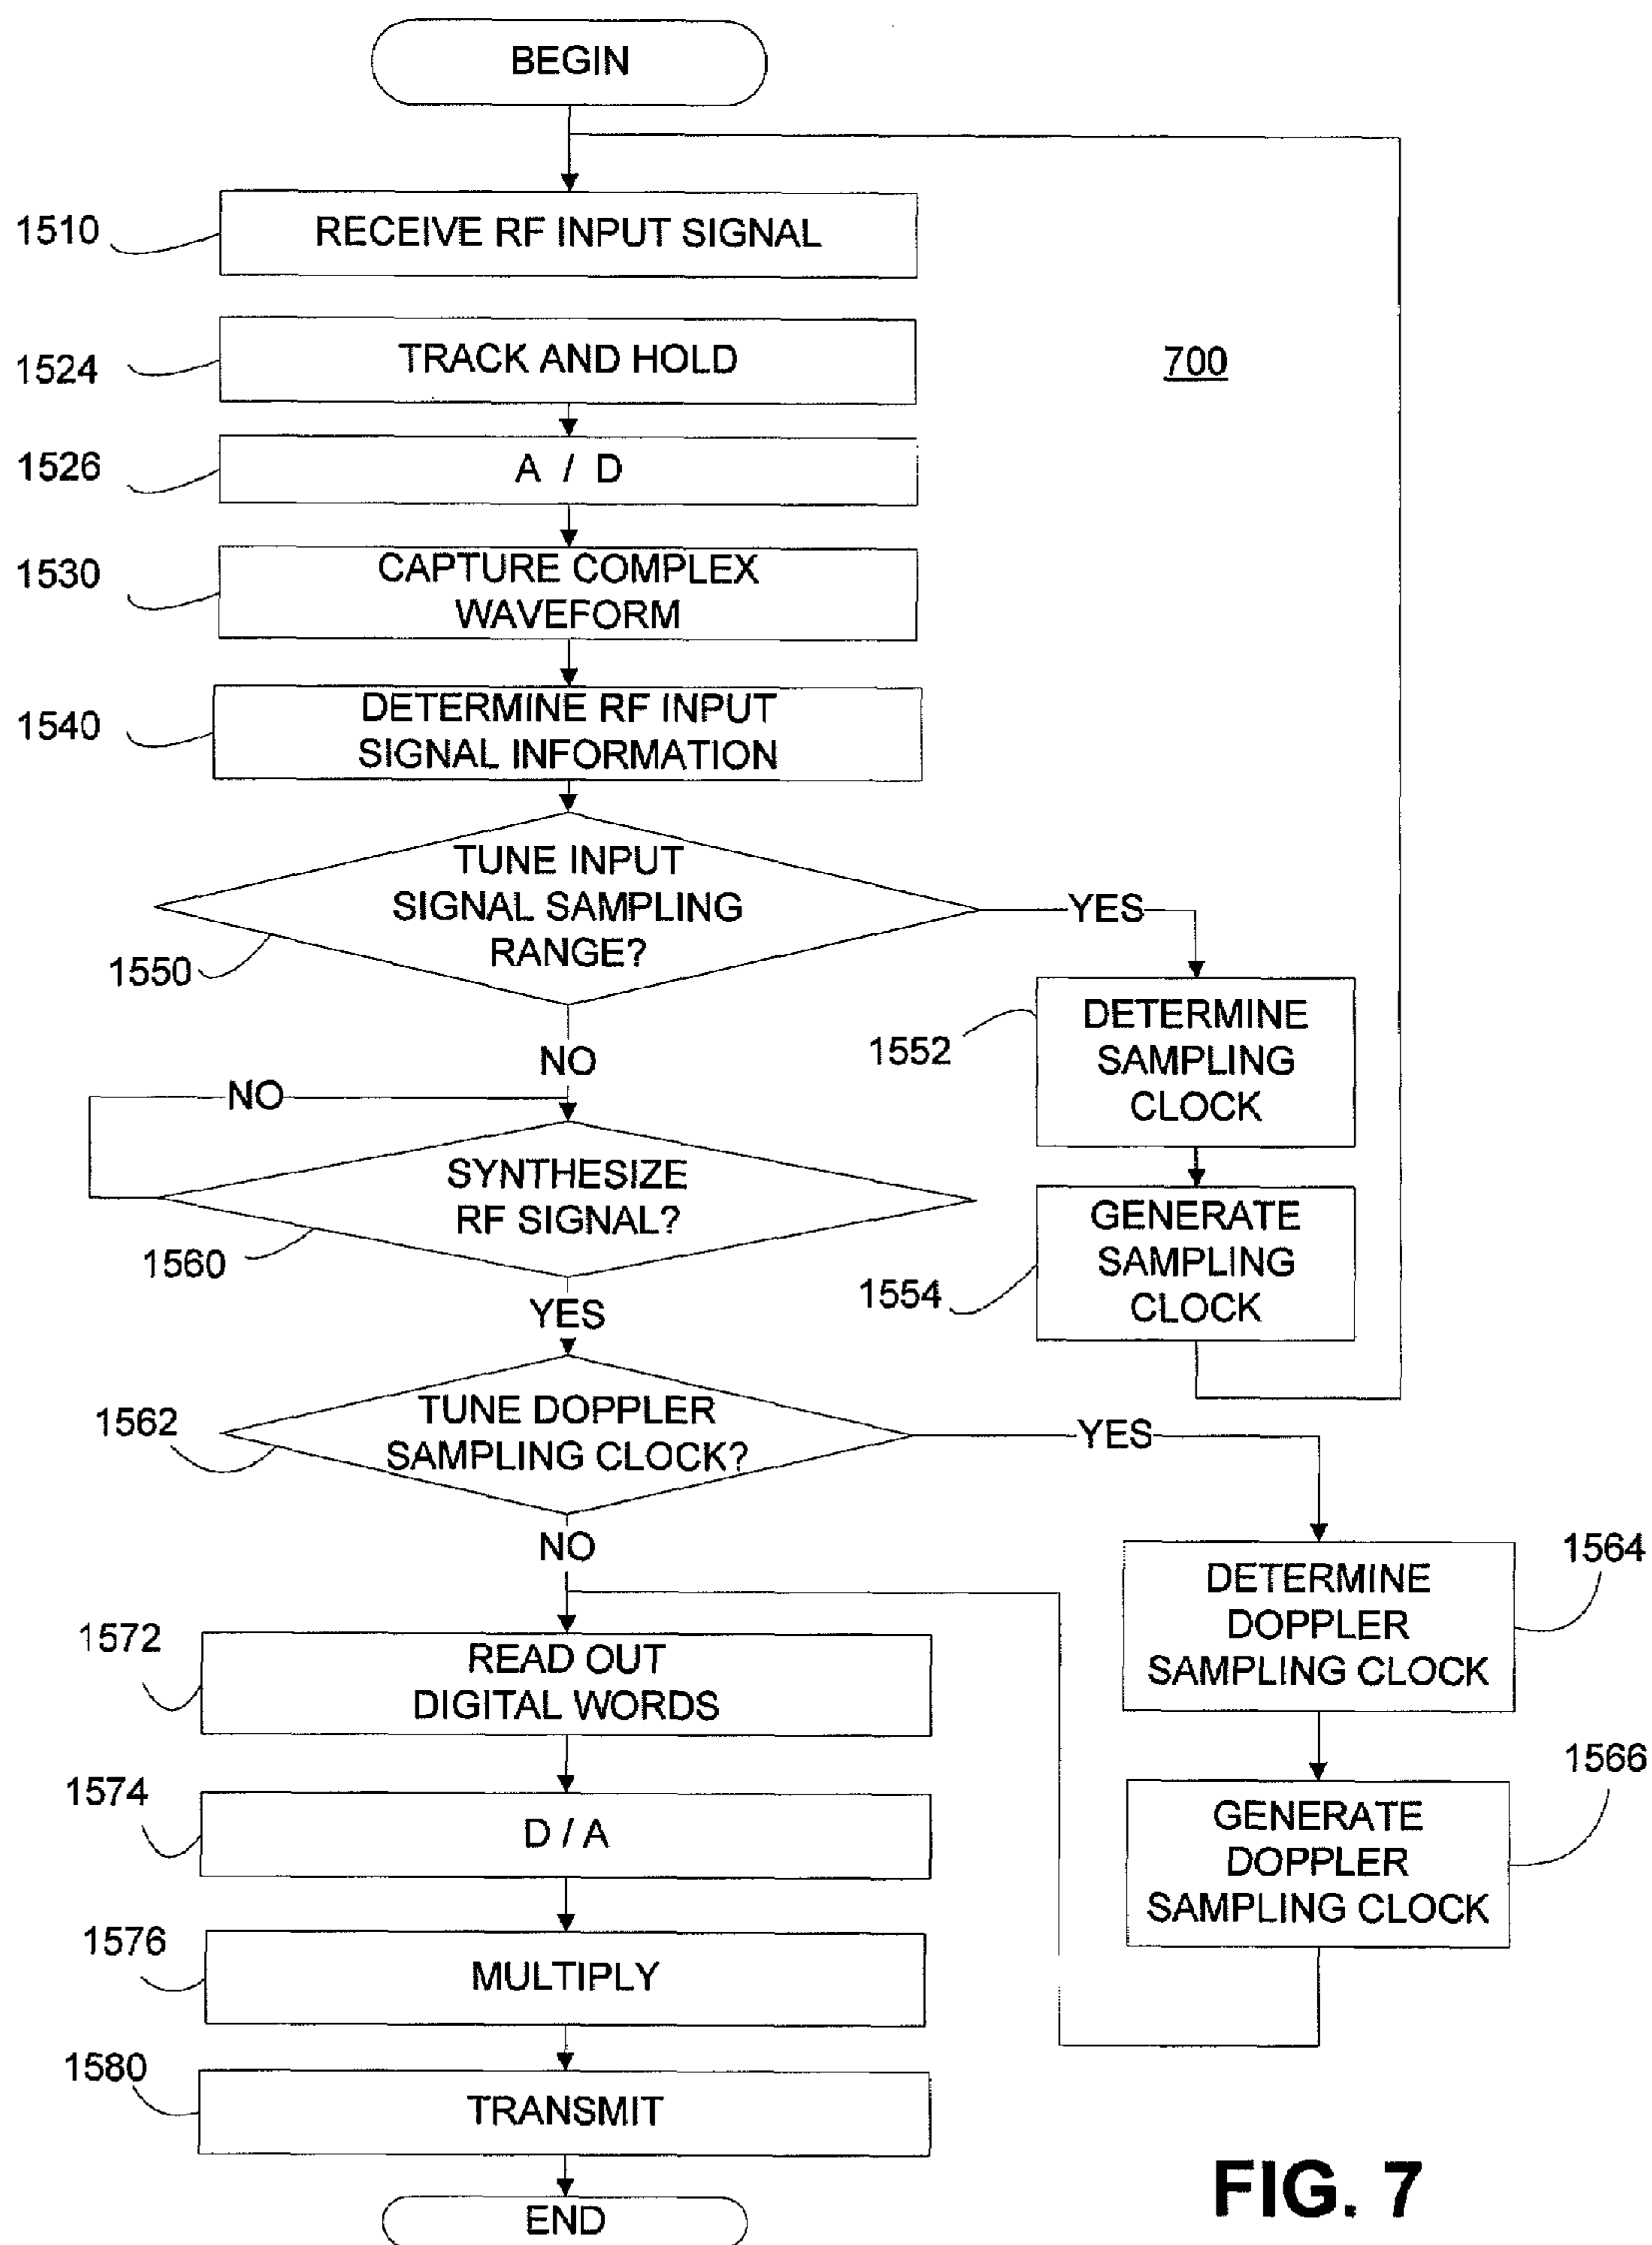 BEGIN
1510
RECEIVE RF INPUT SIGNAL
1524
TRACK AND HOLD
700
1526
A / D
1530
CAPTURE COMPLEX
WAVEFORM
1540
DETERMINE RF INPUT
SIGNAL INFORMATION
TUNE INPUT
SIGNAL SAMPLING
RANGE?
1550
YES
NO
1552
DETERMINE
SAMPLING
CLOCK
NO
SYNTHESIZE
RF SIGNAL?
1560
1554
GENERATE
SAMPLING
CLOCK
YES
1562
TUNE DOPPLER
SAMPLING CLOCK?
YES
NO
1564
DETERMINE
DOPPLER
SAMPLING CLOCK
1572
READ OUT
DIGITAL WORDS
1566
GENERATE
DOPPLER
SAMPLING CLOCK
1574
D / A
1576
MULTIPLY
1580
TRANSMIT
END
FIG. 7